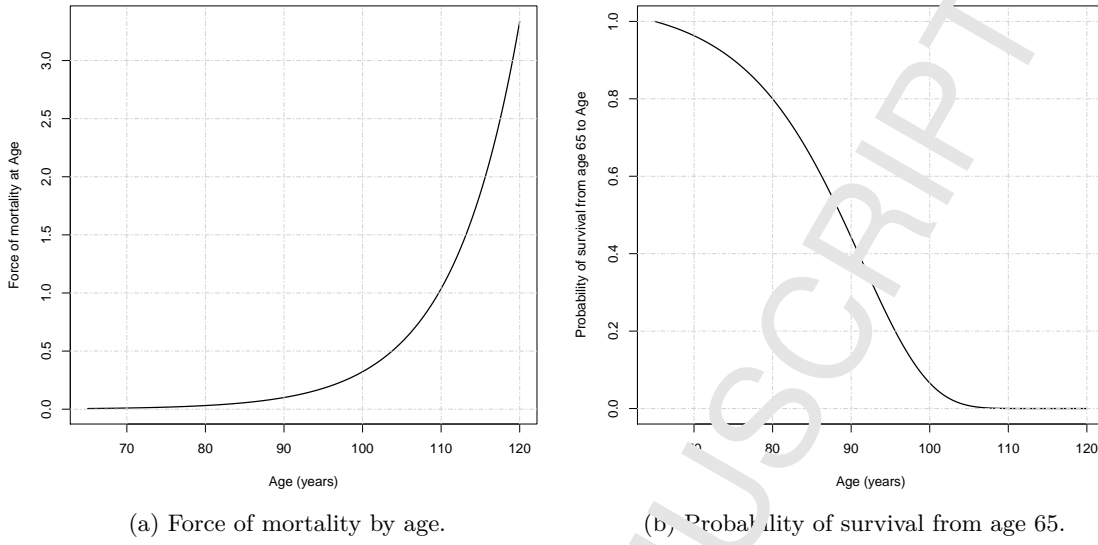 Force of mortality at Age
3.0
2.5
2.0
1.5
1.0
0.5
0.0
70 80 90 100 110 120
Age (years)
(a) Force of mortality by age.
Probability of survival from age 65 to Age
1.0
0.8
0.6
0.4
0.2
0.0
80 90 100 110 120
Age (years)
(b) Probability of survival from age 65.
USCRIPT